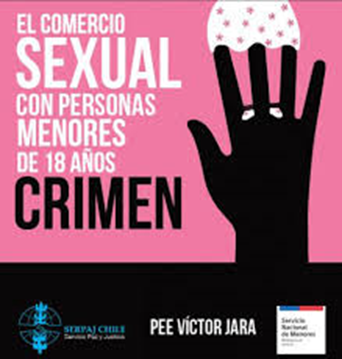 EL COMERCIO
SEXUAL
CON PERSONAS
MENORES
DE 18 AÑOS
CRIMEN
SERPAJ CHILE
Servicio Paz y Justicia
PEE VÍCTOR JARA
Servicio
Nacional
de Menores